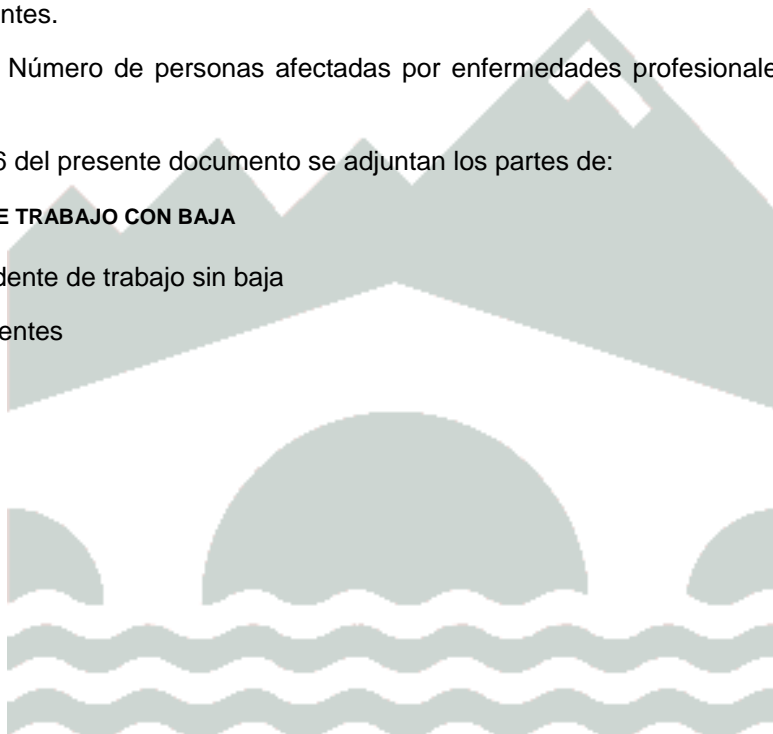 ntes.
Número de personas afectadas por enfermedades profesionale
6 del presente documento se adjuntan los partes de:
E TRABAJO CON BAJA
dente de trabajo sin baja
entes